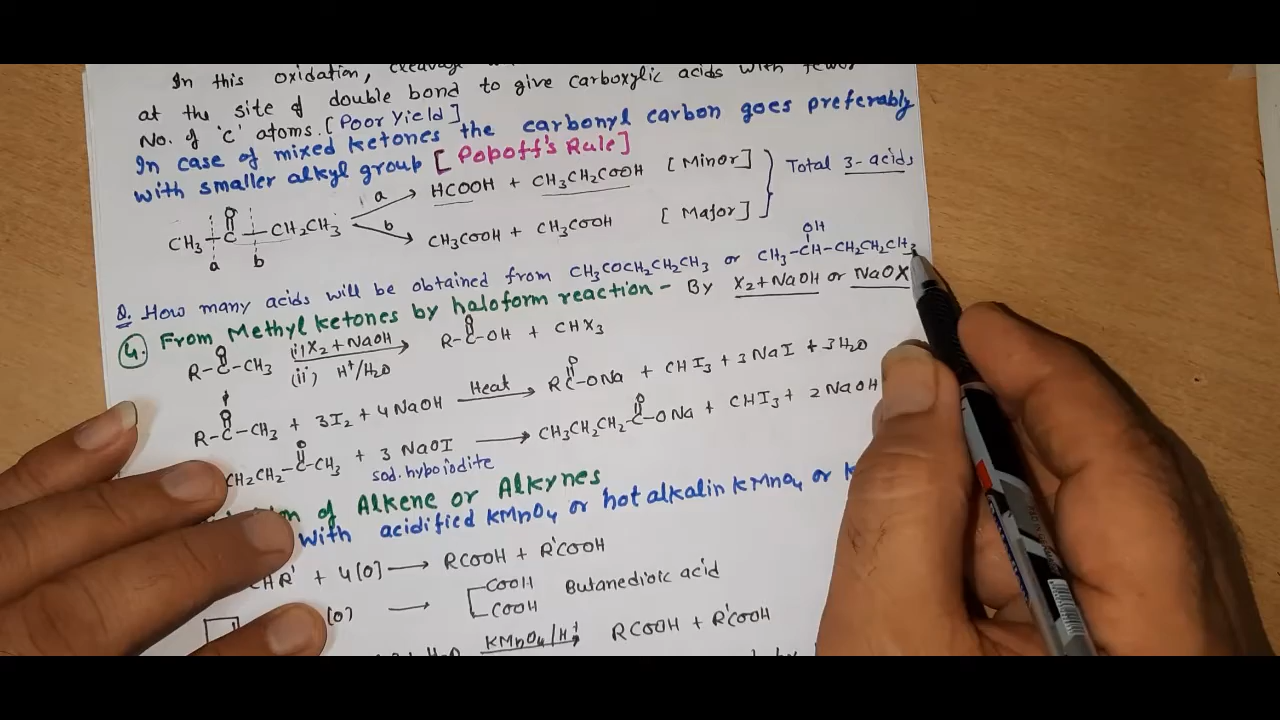 In this oxidation, cleavage
at the site of double bond to give carboxylic acids with fewer
No. of 'C' atoms. [Poor Yield]
In case of mixed ketones the carbonyl carbon goes preferably
with smaller alkyl group [Popoff's Rule]
a HCOOH + CH₃CH₂COOH [Minor]
Total 3-acids
O
CH₃-C-CH₂CH₃
a b
b CH₃COOH + CH₃COOH [Major]
Q. How many acids will be obtained from CH₃COCH₂CH₂CH₃ or CH₃-CH-CH₂CH₂CH₃
OH
4. From Methyl ketones by haloform reaction - By X₂+NaOH or NaOX
R-C-CH₃ (i) X₂+NaOH (ii) H⁺/H₂O → R-C-OH + CHX₃
O O
R-C-CH₃ + 3I₂ + 4NaOH Heat → RC-ONa + CHI₃ + 3NaI + 3H₂O
O O
CH₂CH₂-C-CH₃ + 3 NaOI → CH₃CH₂CH₂-C-ONa + CHI₃ + 2NaOH
O O
sod. hypoiodite
of Alkene or Alkynes
with acidified KMnO₄ or hot alkalin KMnO₄ or
HR' + 4[O] → RCOOH + R'COOH
[O] → COOH
COOH Butanedioic acid
KMnO₄/H⁺ → RCOOH + R'COOH